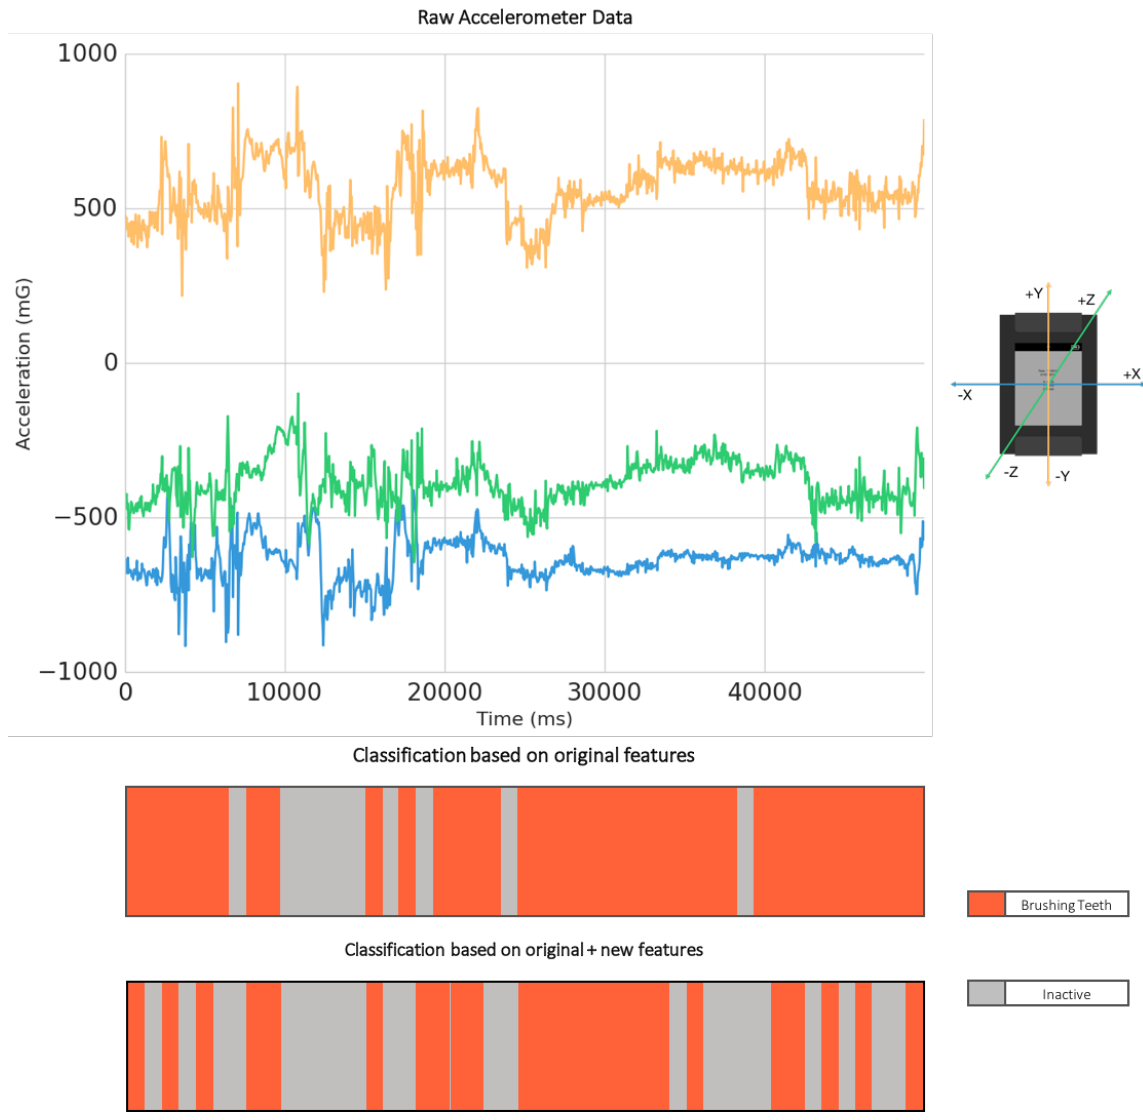 Raw Accelerometer Data
1000
500
0
−500
−1000
Acceleration (mG)
0 10000 20000 30000 40000
Time (ms)
+Y
+Z
-X
+X
-Z
-Y
Classification based on original features
Brushing Teeth
Classification based on original + new features
Inactive